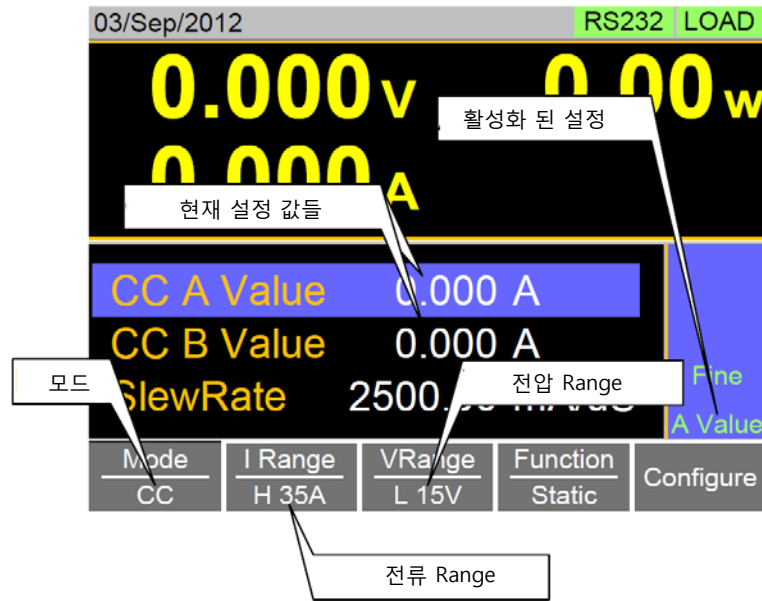 03/Sep/2012 RS232 LOAD
0.000 V 0.00 W
활성화 된 설정
0.000 A
현재 설정 값들
CC A Value 0.000 A
CC B Value 0.000 A
모드
전압 Range
Fine
SlewRate 2500.
A Value
Mode I Range VRange Function
Configure
CC H 35A L 15V Static
전류 Range